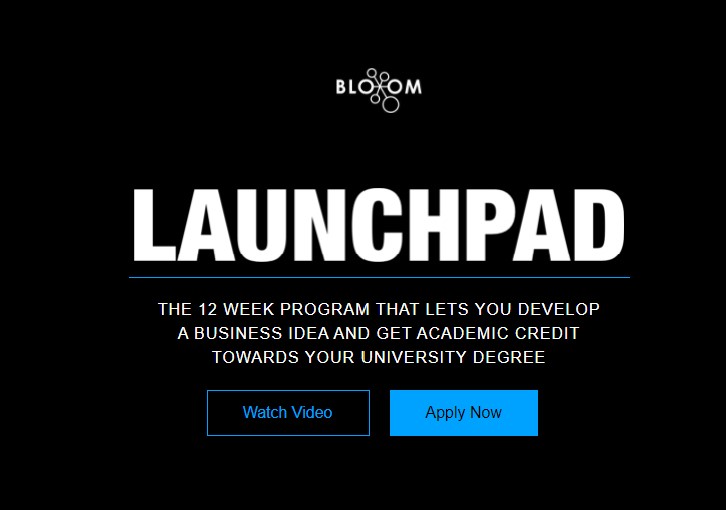 BLOOM
LAUNCHPAD
THE 12 WEEK PROGRAM THAT LETS YOU DEVELOP
A BUSINESS IDEA AND GET ACADEMIC CREDIT
TOWARDS YOUR UNIVERSITY DEGREE
Watch Video Apply Now